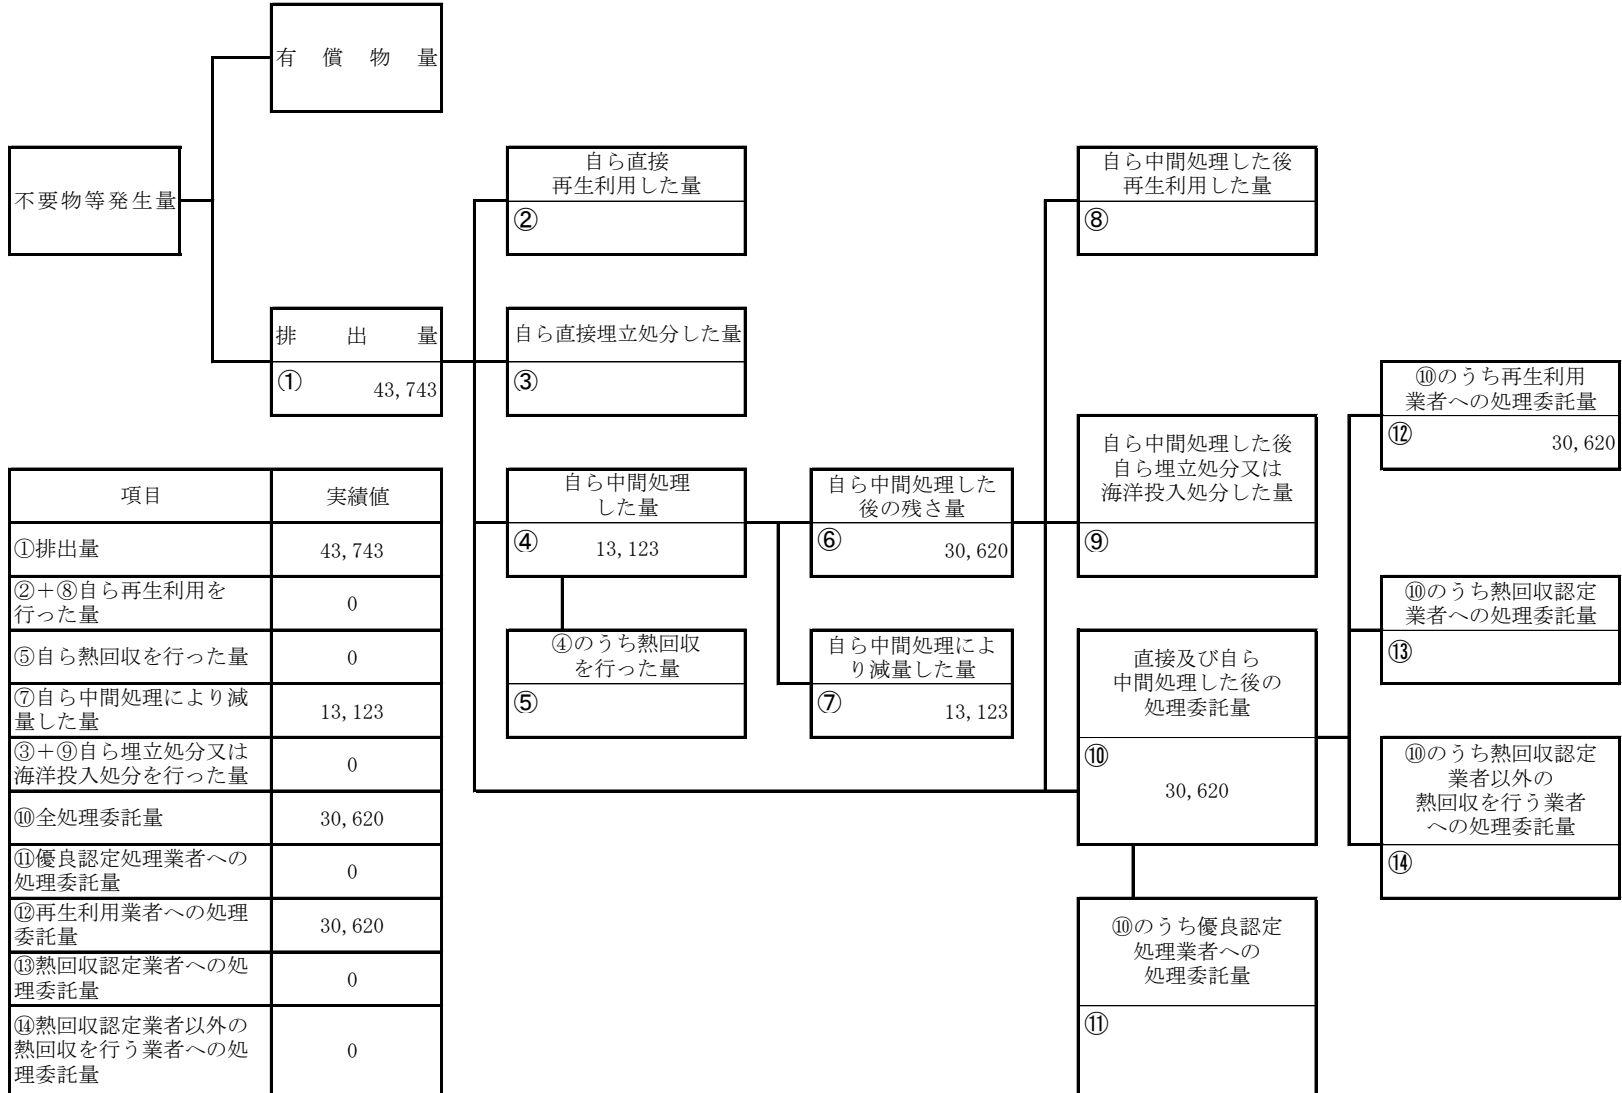 有償物量
不要物等発生量
排出量
① 43,743
自ら直接
再生利用した量
②
自ら直接埋立処分した量
③
自ら中間処理
した量
④ 13,123
④のうち熱回収
を行った量
⑤
自ら中間処理した
後の残さ量
⑥ 30,620
自ら中間処理によ
り減量した量
⑦ 13,123
自ら中間処理した後
再生利用した量
⑧
自ら中間処理した後
自ら埋立処分又は
海洋投入処分した量
⑨
直接及び自ら
中間処理した後の
処理委託量
⑩
30,620
⑩のうち優良認定
処理業者への
処理委託量
⑪
⑩のうち再生利用
業者への処理委託量
⑫ 30,620
⑩のうち熱回収認定
業者への処理委託量
⑬
⑩のうち熱回収認定
業者以外の
熱回収を行う業者
への処理委託量
⑭
項目 実績値
①排出量 43,743
②+⑧自ら再生利用を
行った量 0
⑤自ら熱回収を行った量 0
⑦自ら中間処理により減
量した量 13,123
③+⑨自ら埋立処分又は
海洋投入処分を行った量 0
⑩全処理委託量 30,620
⑪優良認定処理業者への
処理委託量 0
⑫再生利用業者への処理
委託量 30,620
⑬熱回収認定業者への処
理委託量 0
⑭熱回収認定業者以外の
熱回収を行う業者への処
理委託量 0